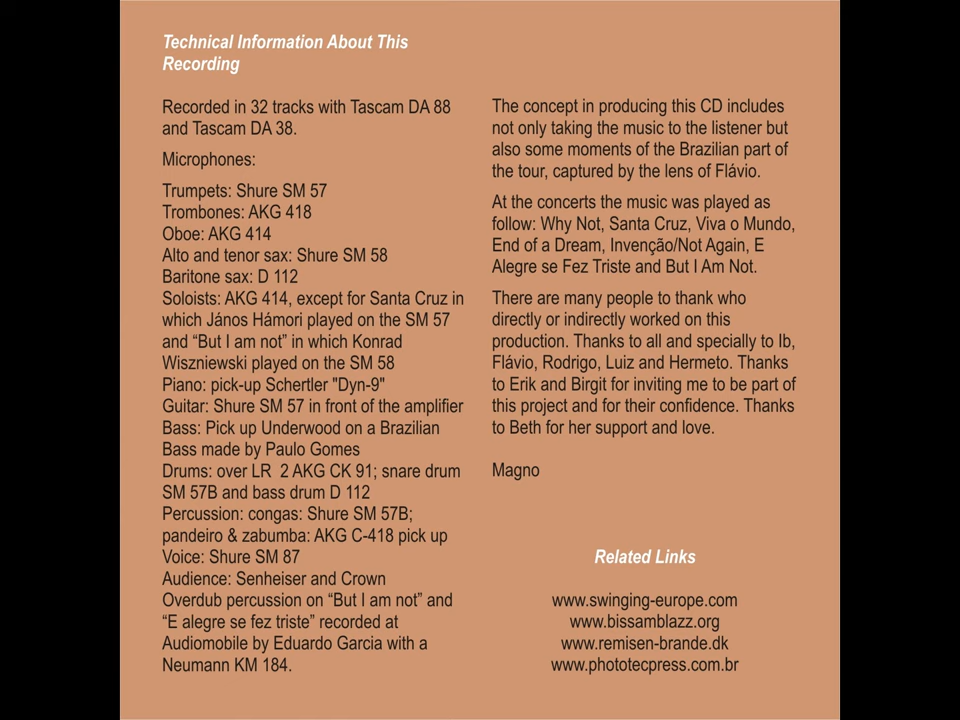 Technical Information About This
Recording
Recorded in 32 tracks with Tascam DA 88
and Tascam DA 38.
Microphones:
Trumpets: Shure SM 57
Trombones: AKG 418
Oboe: AKG 414
Alto and tenor sax: Shure SM 58
Baritone sax: D 112
Soloists: AKG 414, except for Santa Cruz in
which János Hámori played on the SM 57
and “But I am not” in which Konrad
Wiszniewski played on the SM 58
Piano: pick-up Schertler "Dyn-9"
Guitar: Shure SM 57 in front of the amplifier
Bass: Pick up Underwood on a Brazilian
Bass made by Paulo Gomes
Drums: over LR  2 AKG CK 91; snare drum
SM 57B and bass drum D 112
Percussion: congas: Shure SM 57B;
pandeiro & zabumba: AKG C-418 pick up
Voice: Shure SM 87
Audience: Senheiser and Crown
Overdub percussion on “But I am not” and
“E alegre se fez triste” recorded at
Audiomobile by Eduardo Garcia with a
Neumann KM 184.
The concept in producing this CD includes
not only taking the music to the listener but
also some moments of the Brazilian part of
the tour, captured by the lens of Flávio.
At the concerts the music was played as
follow: Why Not, Santa Cruz, Viva o Mundo,
End of a Dream, Invenção/Not Again, E
Alegre se Fez Triste and But I Am Not.
There are many people to thank who
directly or indirectly worked on this
production. Thanks to all and specially to Ib,
Flávio, Rodrigo, Luiz and Hermeto. Thanks
to Erik and Birgit for inviting me to be part of
this project and for their confidence. Thanks
to Beth for her support and love.
Magno
Related Links
www.swinging-europe.com
www.bissamblazz.org
www.remisen-brande.dk
www.phototecpress.com.br